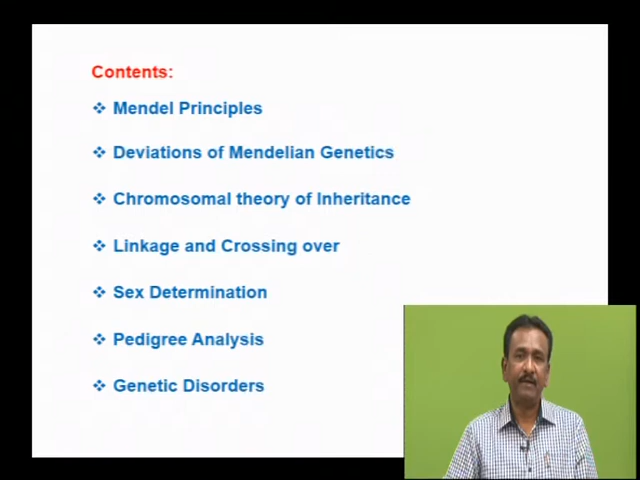 Contents:
❖ Mendel Principles
❖ Deviations of Mendelian Genetics
❖ Chromosomal theory of Inheritance
❖ Linkage and Crossing over
❖ Sex Determination
❖ Pedigree Analysis
❖ Genetic Disorders